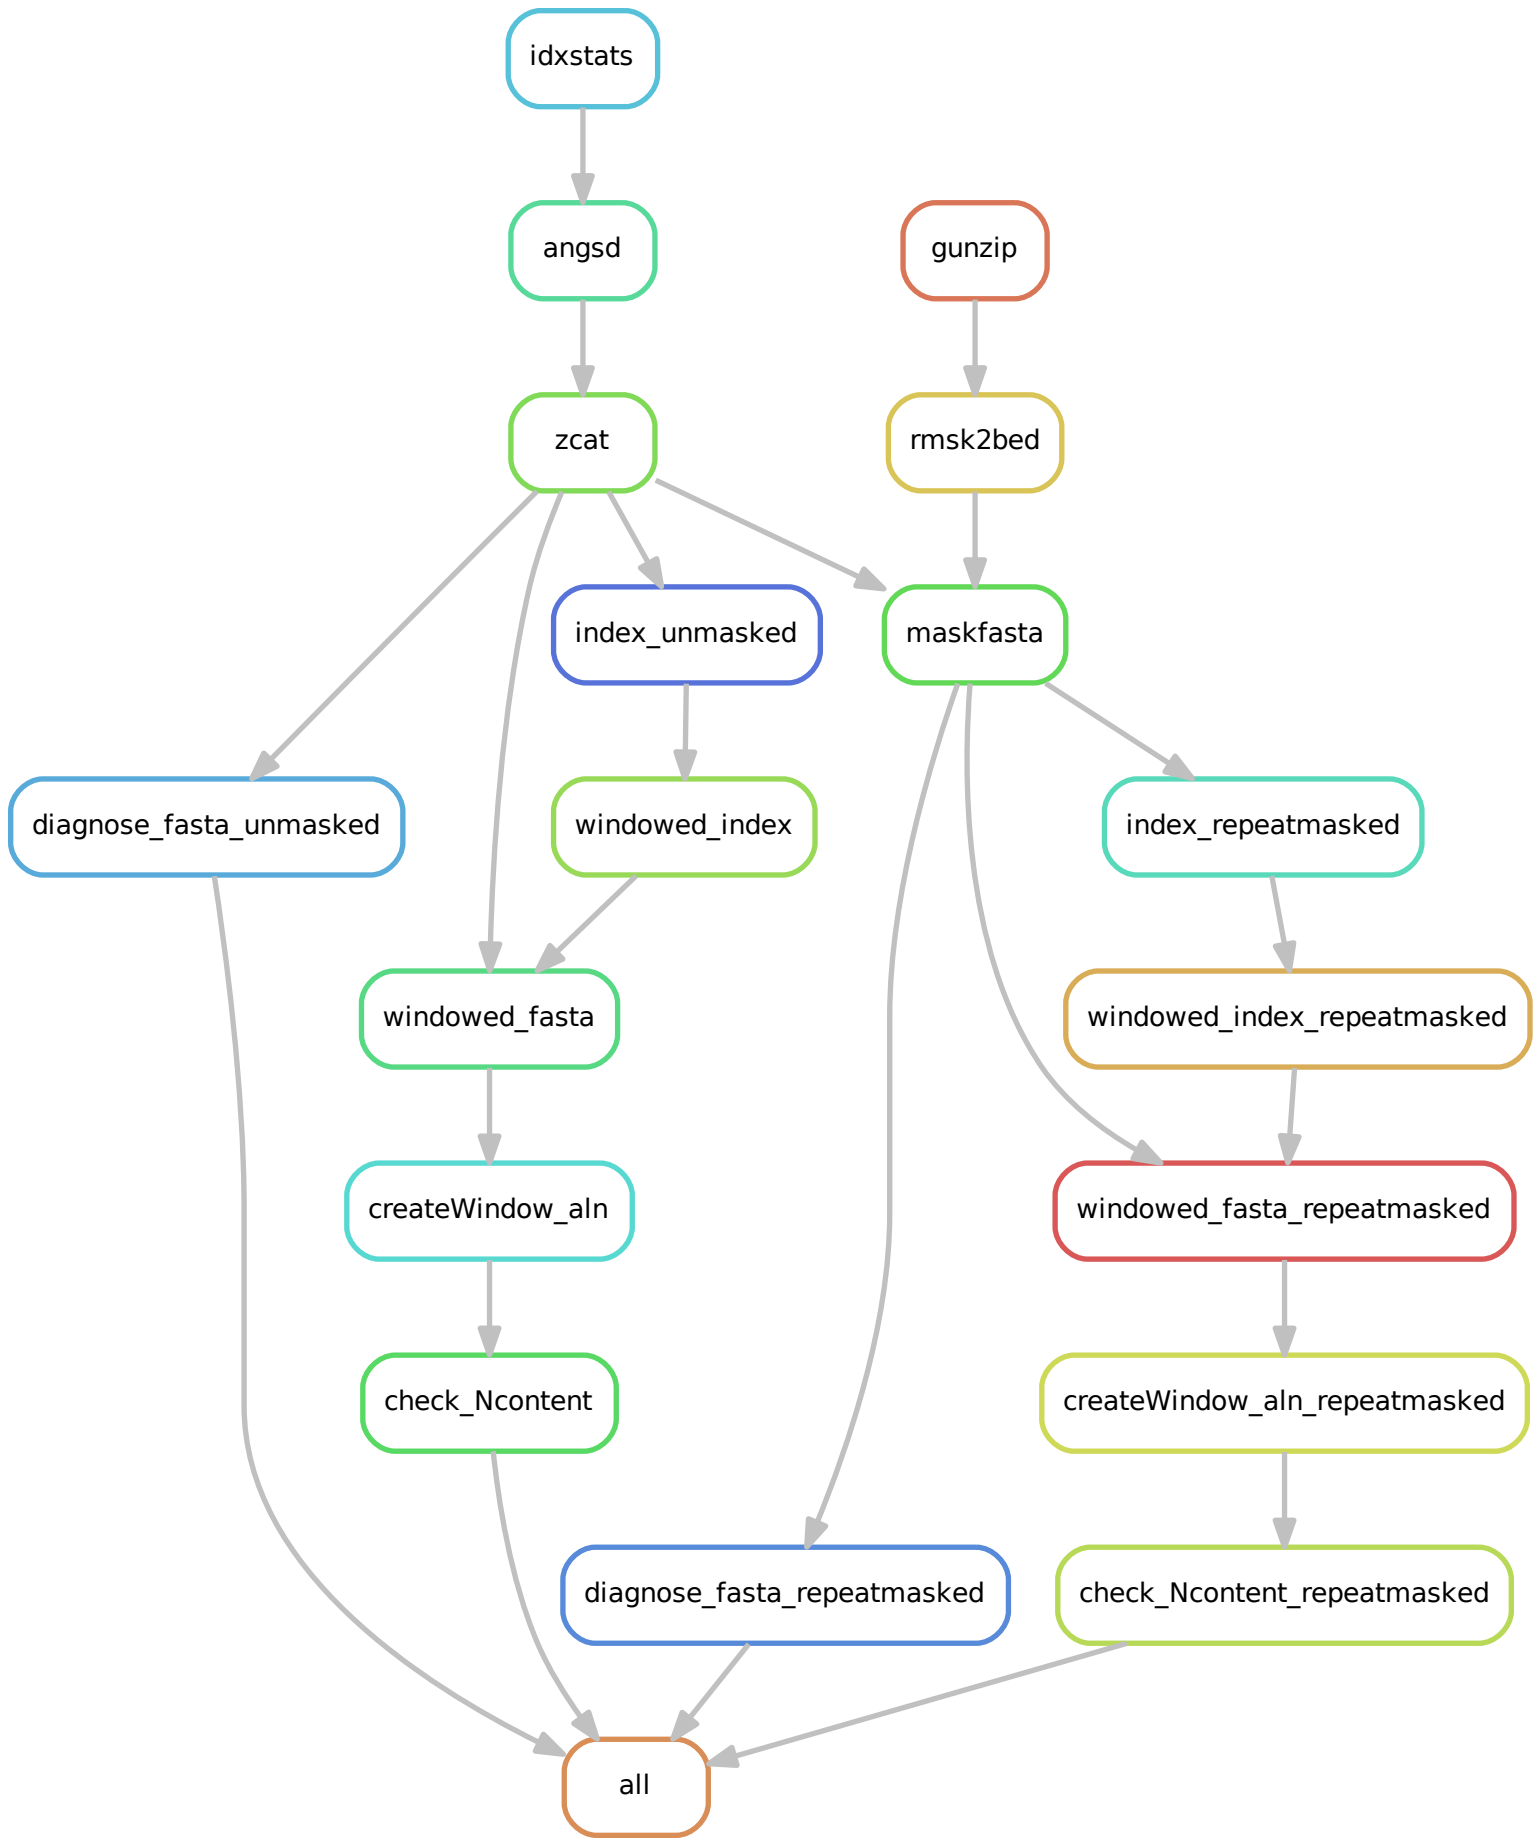 idxstats
angsd
gunzip
zcat
rmsk2bed
index_unmasked
maskfasta
diagnose_fasta_unmasked
windowed_index
index_repeatmasked
windowed_fasta
windowed_index_repeatmasked
createWindow_aln
windowed_fasta_repeatmasked
check_Ncontent
createWindow_aln_repeatmasked
diagnose_fasta_repeatmasked
check_Ncontent_repeatmasked
all